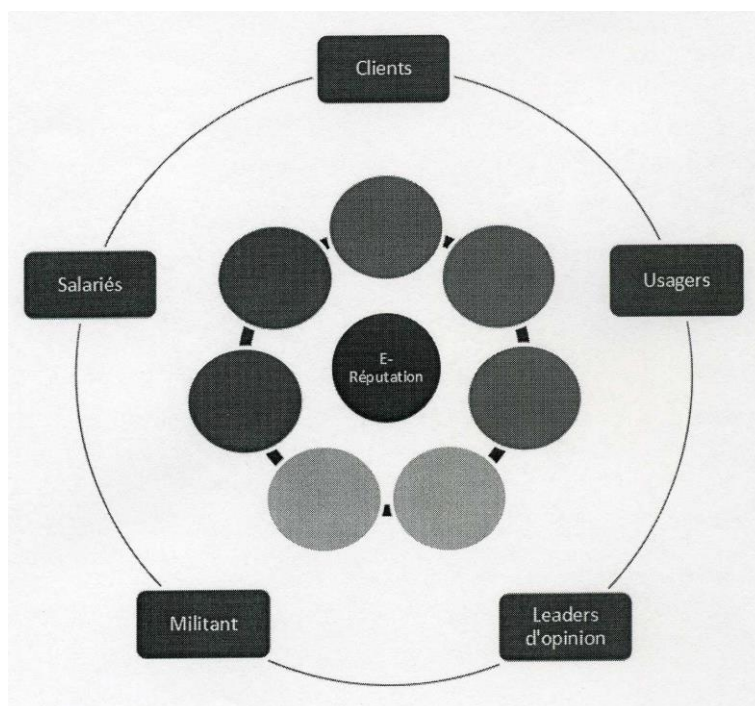 Clients
Salariés
Usagers
E-
Réputation
Militant
Leaders
d'opinion